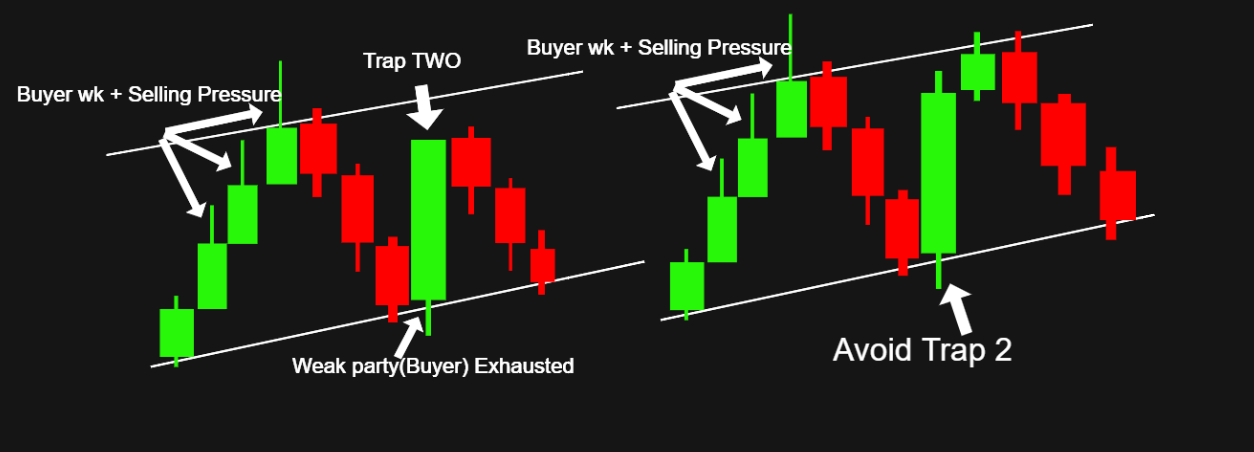 Buyer wk + Selling Pressure
Trap TWO
Weak party(Buyer) Exhausted
Buyer wk + Selling Pressure
Avoid Trap 2